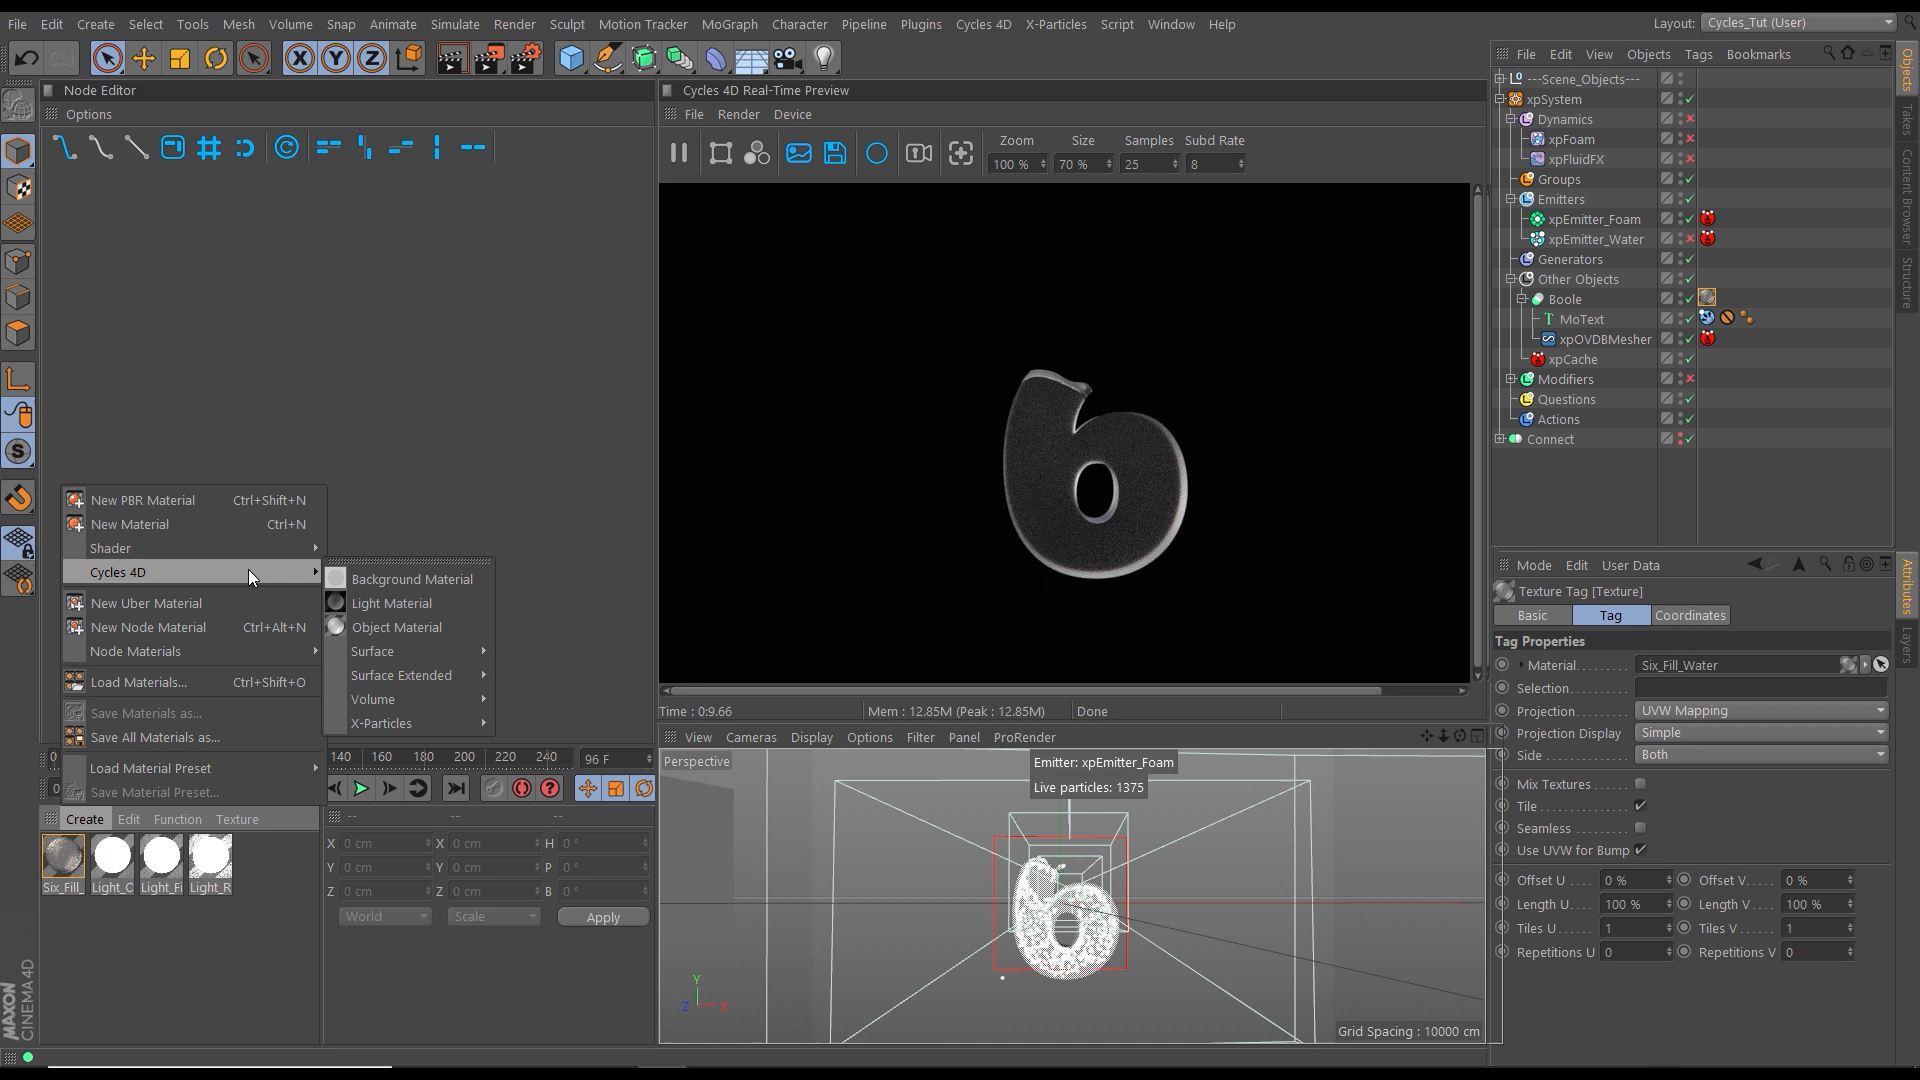 File Edit Create Select Tools Mesh Volume Snap Animate Simulate Render Sculpt Motion Tracker MoGraph Character Pipeline Plugins Cycles 4D X-Particles Script Window Help
Layout: Cycles_Tut (User)
X Y Z
Node Editor
Options
Cycles 4D Real-Time Preview
File Render Device
Zoom Size Samples Subd Rate
100 % 70 % 25 8
Time : 0:9.66 Mem : 12.85M (Peak : 12.85M) Done
View Cameras Display Options Filter Panel ProRender
Perspective
Emitter: xpEmitter_Foam
Live particles: 1375
Y
Z X
Grid Spacing : 10000 cm
New PBR Material Ctrl+Shift+N
New Material Ctrl+N
Shader
Cycles 4D
New Uber Material
New Node Material Ctrl+Alt+N
Node Materials
Load Materials... Ctrl+Shift+O
Save Materials as...
Save All Materials as...
Load Material Preset
Save Material Preset...
Background Material
Light Material
Object Material
Surface
Surface Extended
Volume
X-Particles
0 140 160 180 200 220 240 96 F
0
Create Edit Function Texture
Six_Fill_ Light_C Light_Fi Light_R
-- -- --
X 0 cm X 0 cm H 0 °
Y 0 cm Y 0 cm P 0 °
Z 0 cm Z 0 cm B 0 °
World Scale Apply
MAXON
CINEMA 4D
File Edit View Objects Tags Bookmarks
---Scene_Objects---
xpSystem
Dynamics
xpFoam
xpFluidFX
Groups
Emitters
xpEmitter_Foam
xpEmitter_Water
Generators
Other Objects
Boole
MoText
xpOVDBMesher
xpCache
Modifiers
Questions
Actions
Connect
Objects
Takes
Content Browser
Structure
Mode Edit User Data
Texture Tag [Texture]
Basic Tag Coordinates
Tag Properties
Material........ Six_Fill_Water
Selection..........
Projection........ UVW Mapping
Projection Display Simple
Side............... Both
Mix Textures
Tile
Seamless
Use UVW for Bump
Offset U .... 0 % Offset V.... 0 %
Length U.... 100 % Length V.... 100 %
Tiles U..... 1 Tiles V..... 1
Repetitions U 0 Repetitions V 0
Attributes
Layers